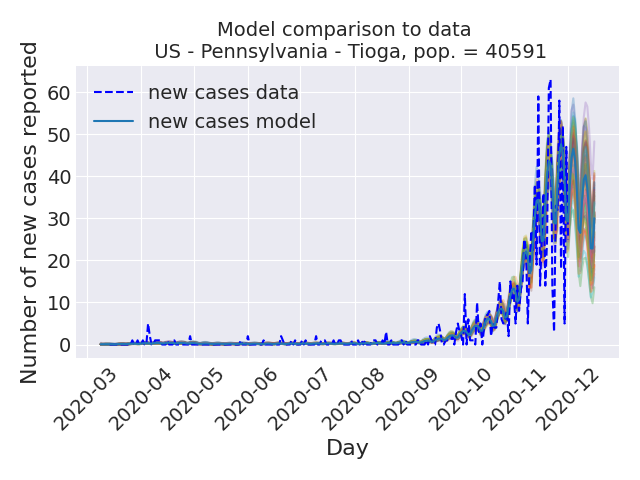 Model comparison to data
US - Pennsylvania - Tioga, pop. = 40591
Number of new cases reported
60
50
40
30
20
10
0
new cases data
new cases model
2020-03
2020-04
2020-05
2020-06
2020-07
2020-08
2020-09
2020-10
2020-11
2020-12
Day